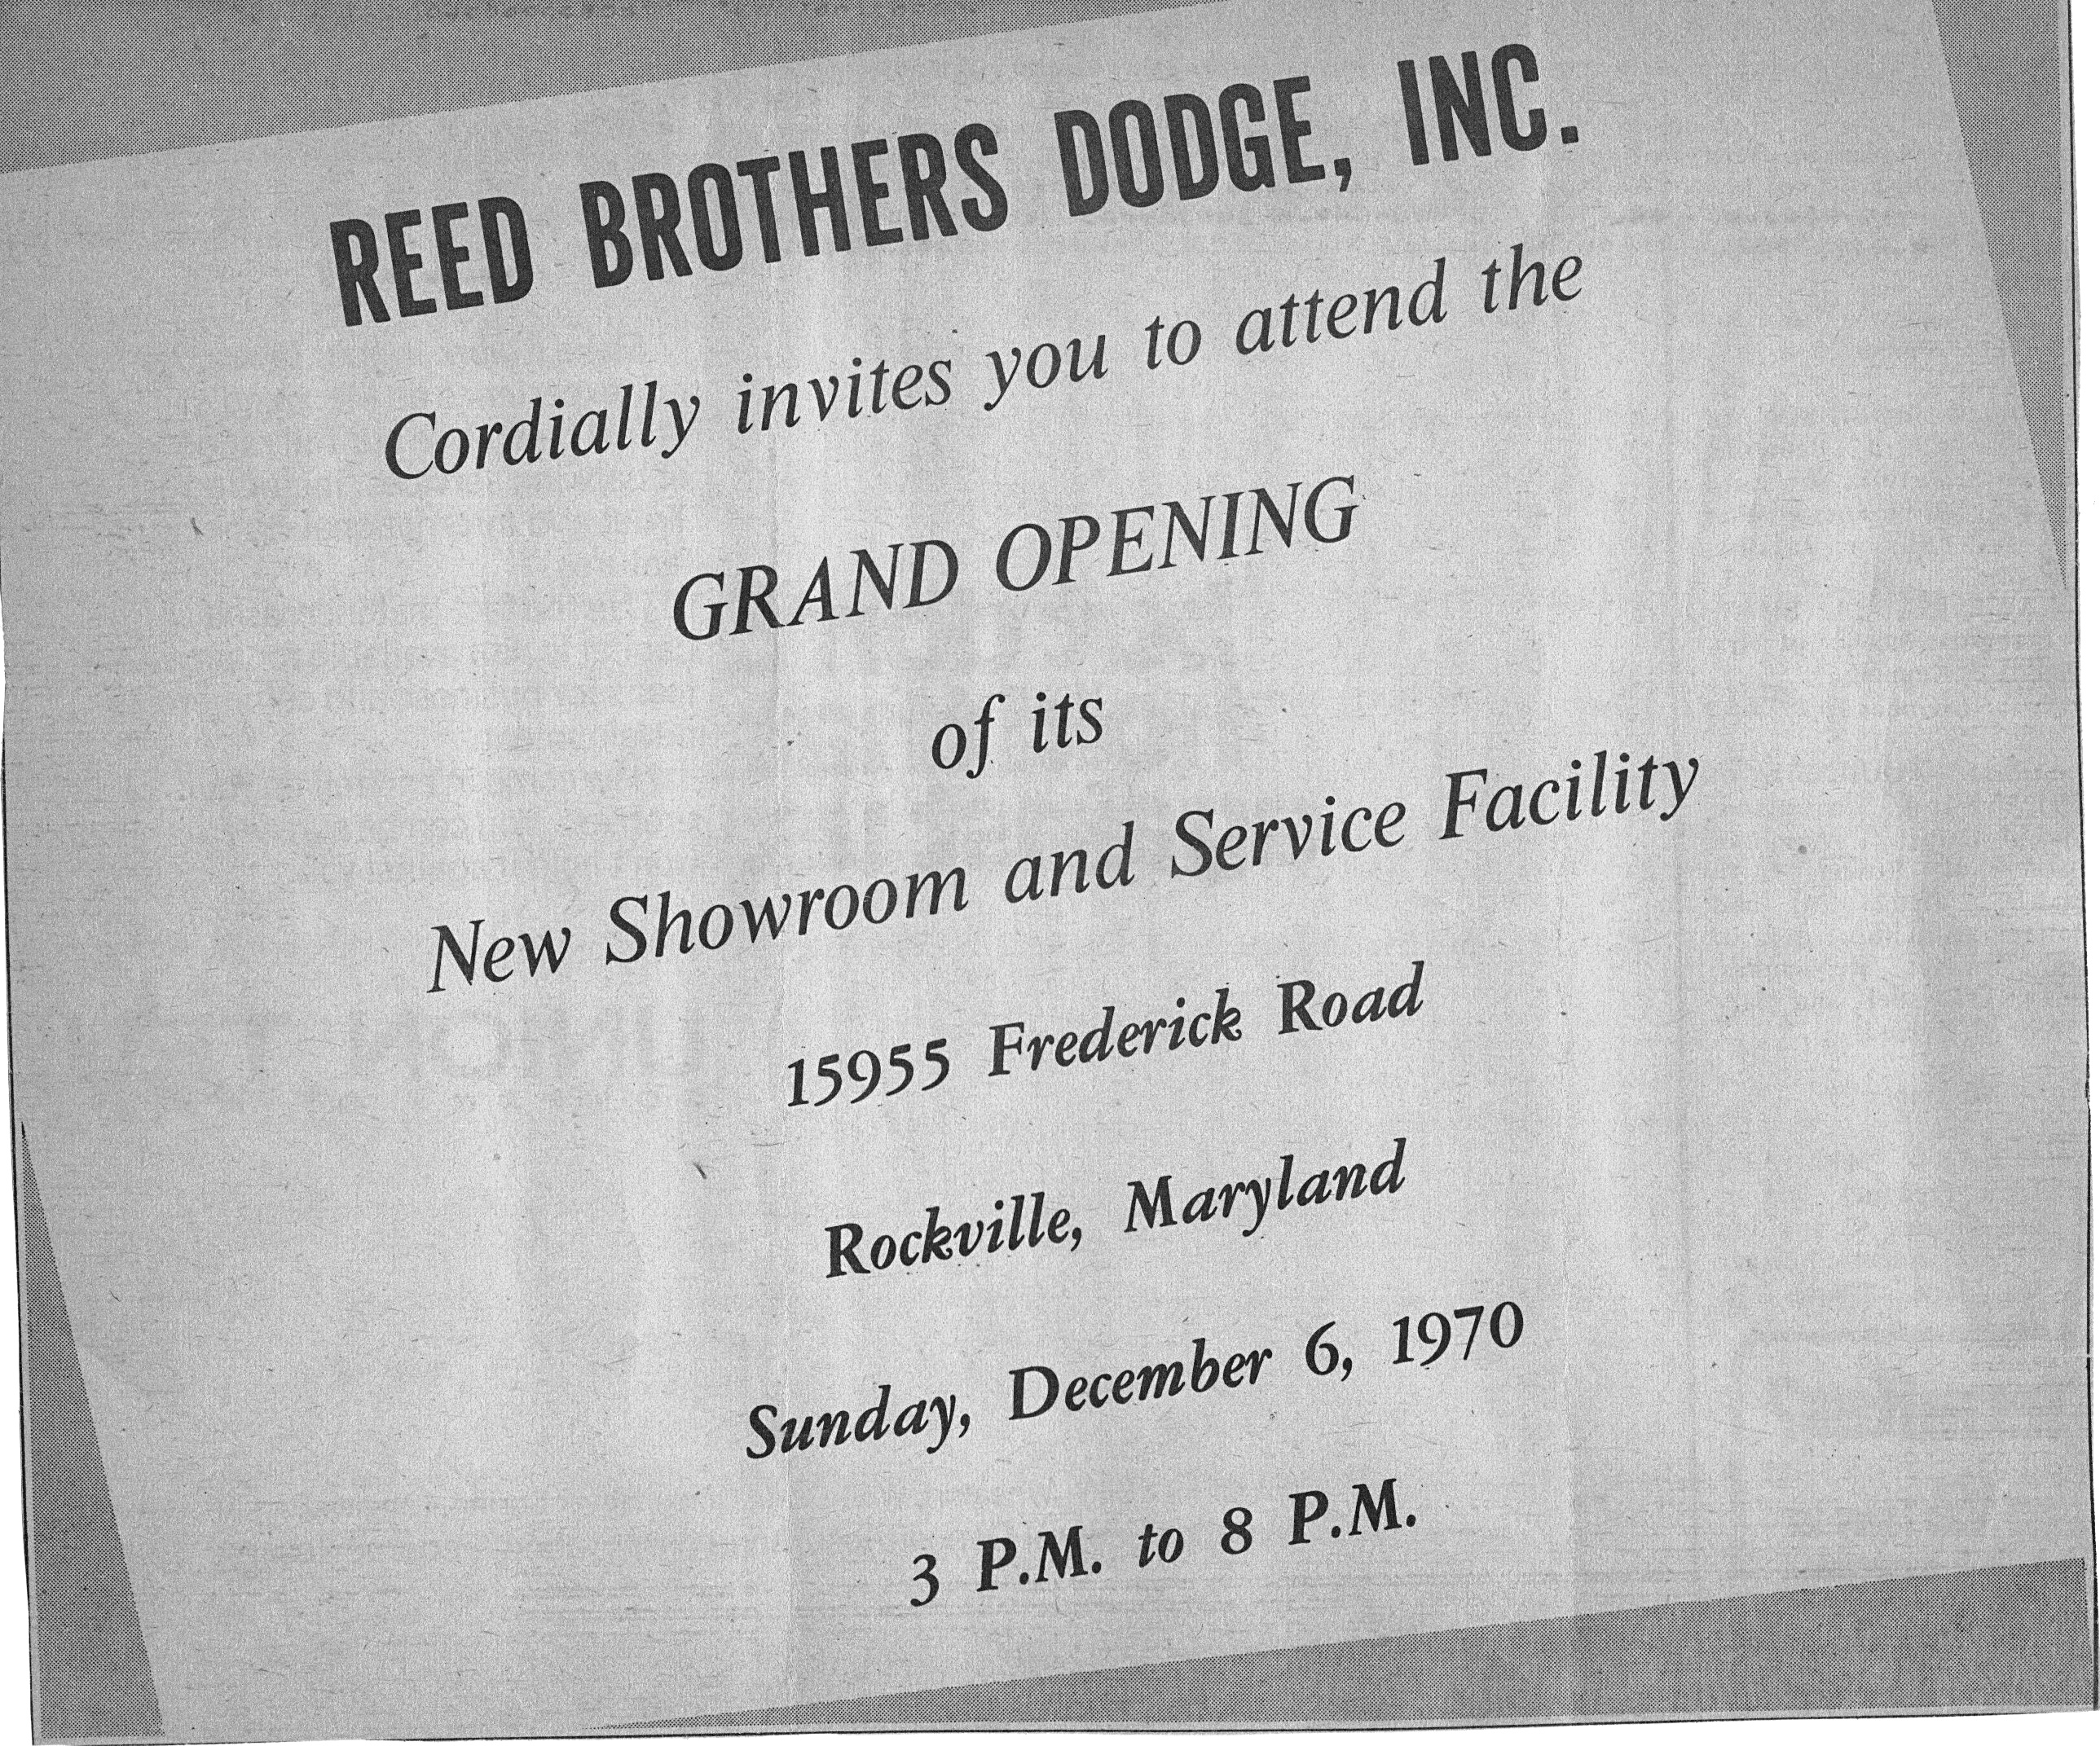 REED BROTHERS DODGE, INC.
Cordially invites you to attend the
GRAND OPENING
of its
New Showroom and Service Facility
15955 Frederick Road
Rockville, Maryland
Sunday, December 6, 1970
3 P.M. to 8 P.M.